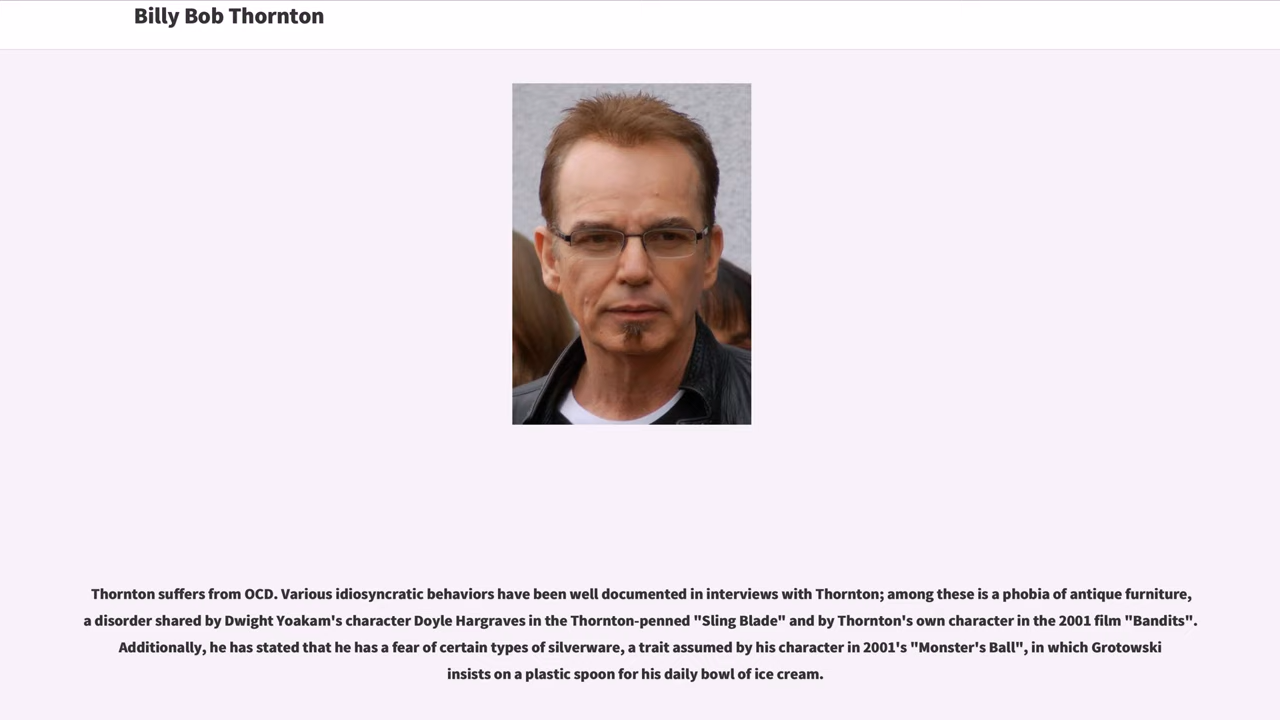 Billy Bob Thornton
Thornton suffers from OCD. Various idiosyncratic behaviors have been well documented in interviews with Thornton; among these is a phobia of antique furniture,
a disorder shared by Dwight Yoakam's character Doyle Hargraves in the Thornton-penned "Sling Blade" and by Thornton's own character in the 2001 film "Bandits".
Additionally, he has stated that he has a fear of certain types of silverware, a trait assumed by his character in 2001's "Monster's Ball", in which Grotowski
insists on a plastic spoon for his daily bowl of ice cream.